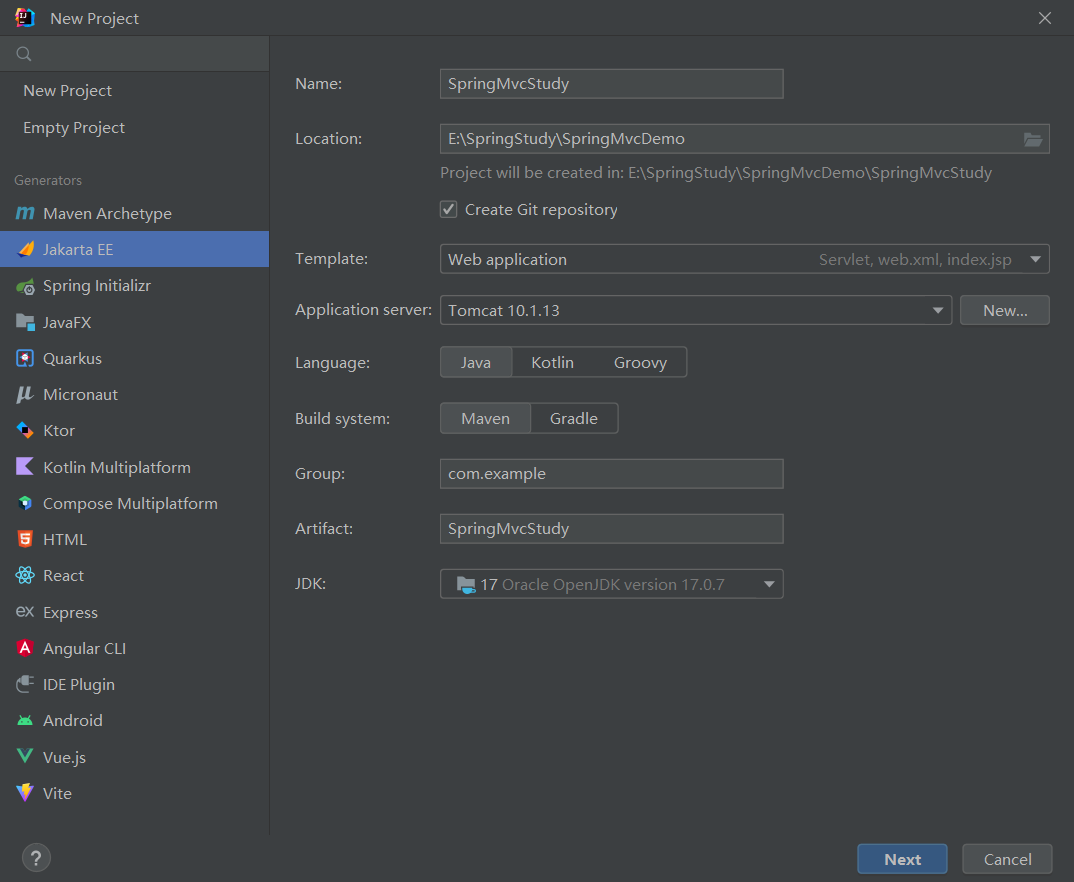 New Project
New Project
Empty Project
Generators
Maven Archetype
Jakarta EE
Spring Initializr
JavaFX
Quarkus
Micronaut
Ktor
Kotlin Multiplatform
Compose Multiplatform
HTML
React
Express
Angular CLI
IDE Plugin
Android
Vue.js
Vite
Name: SpringMvcStudy
Location: E:\SpringStudy\SpringMvcDemo
Project will be created in: E:\SpringStudy\SpringMvcDemo\SpringMvcStudy
Create Git repository
Template: Web application Servlet, web.xml, index.jsp
Application server: Tomcat 10.1.13 New...
Language: Java Kotlin Groovy
Build system: Maven Gradle
Group: com.example
Artifact: SpringMvcStudy
JDK: 17 Oracle OpenJDK version 17.0.7
? Next Cancel